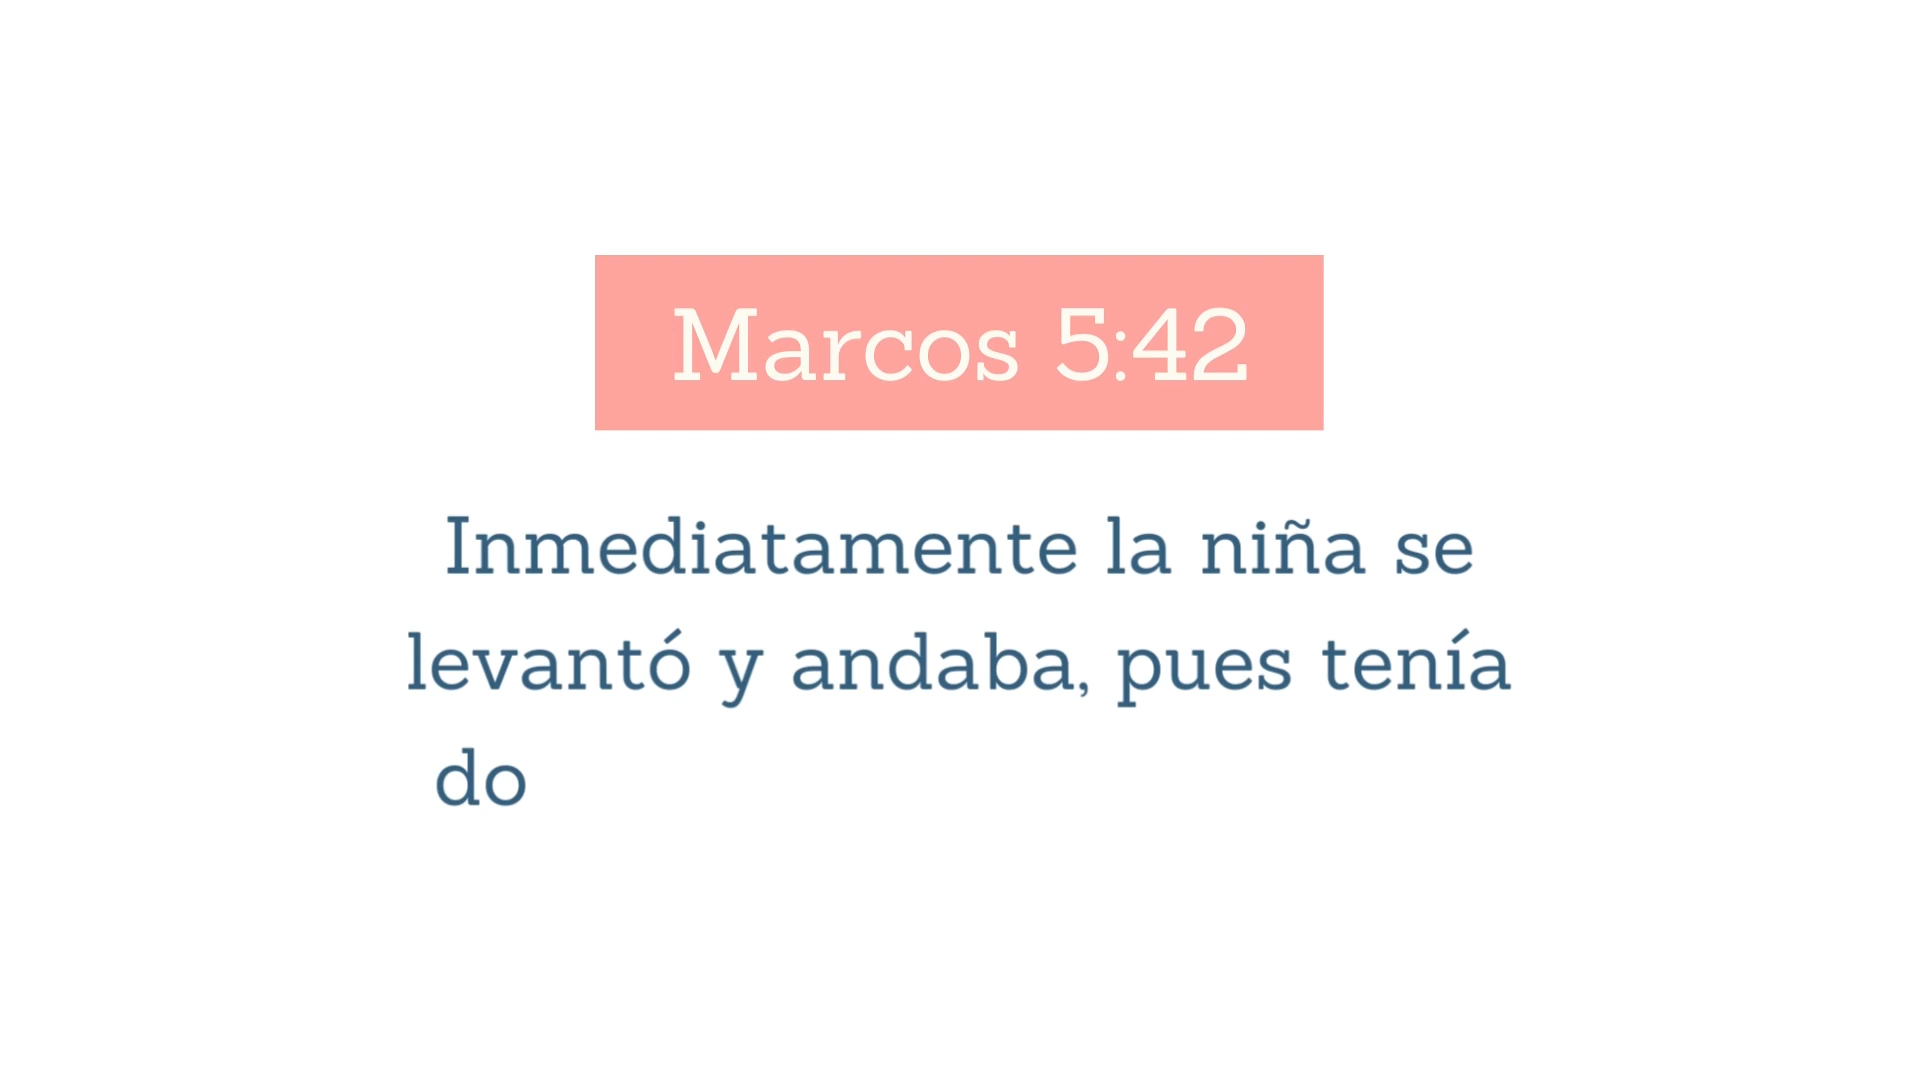 Marcos 5:42
Inmediatamente la niña se
levantó y andaba, pues tenía
do